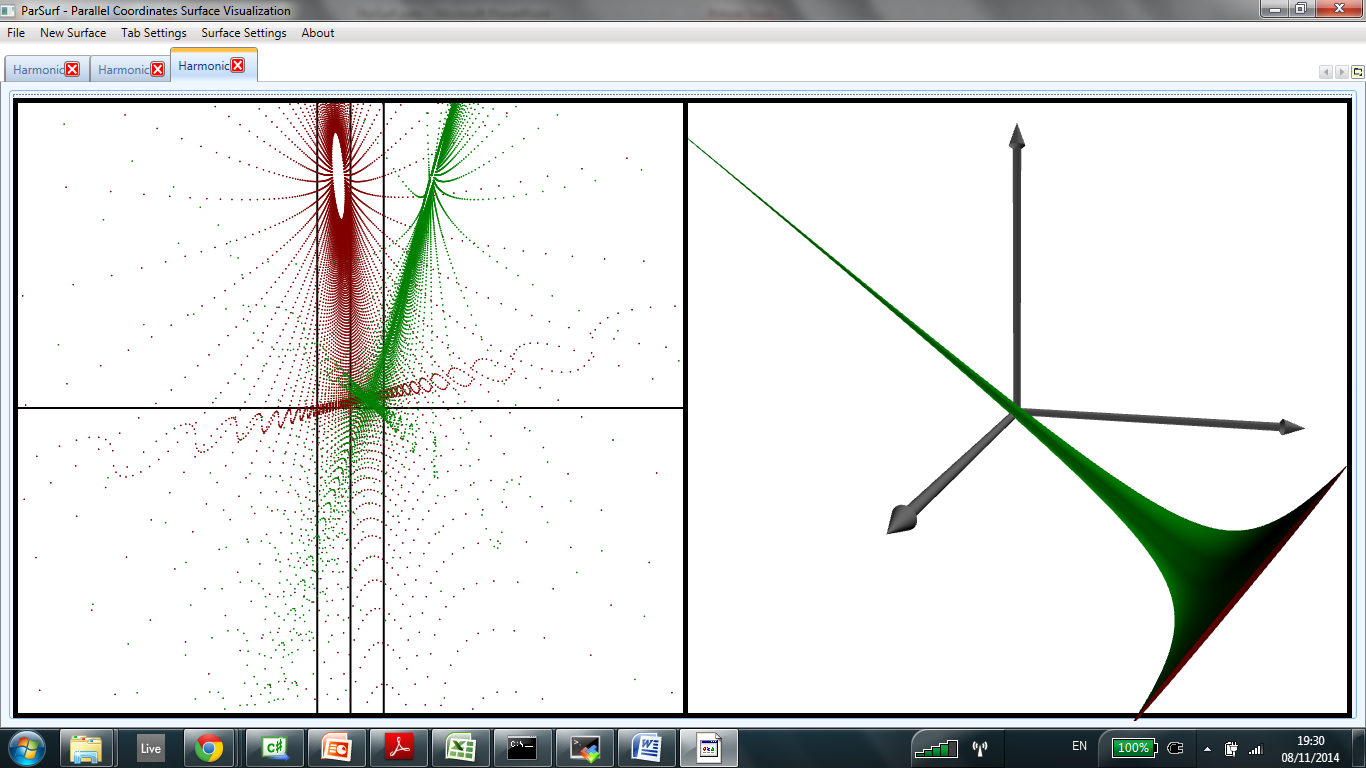 ParSurf - Parallel Coordinates Surface Visualization
File New Surface Tab Settings Surface Settings About
Harmonic Harmonic Harmonic
Live
C#
C:\
EN
100%
19:30
08/11/2014